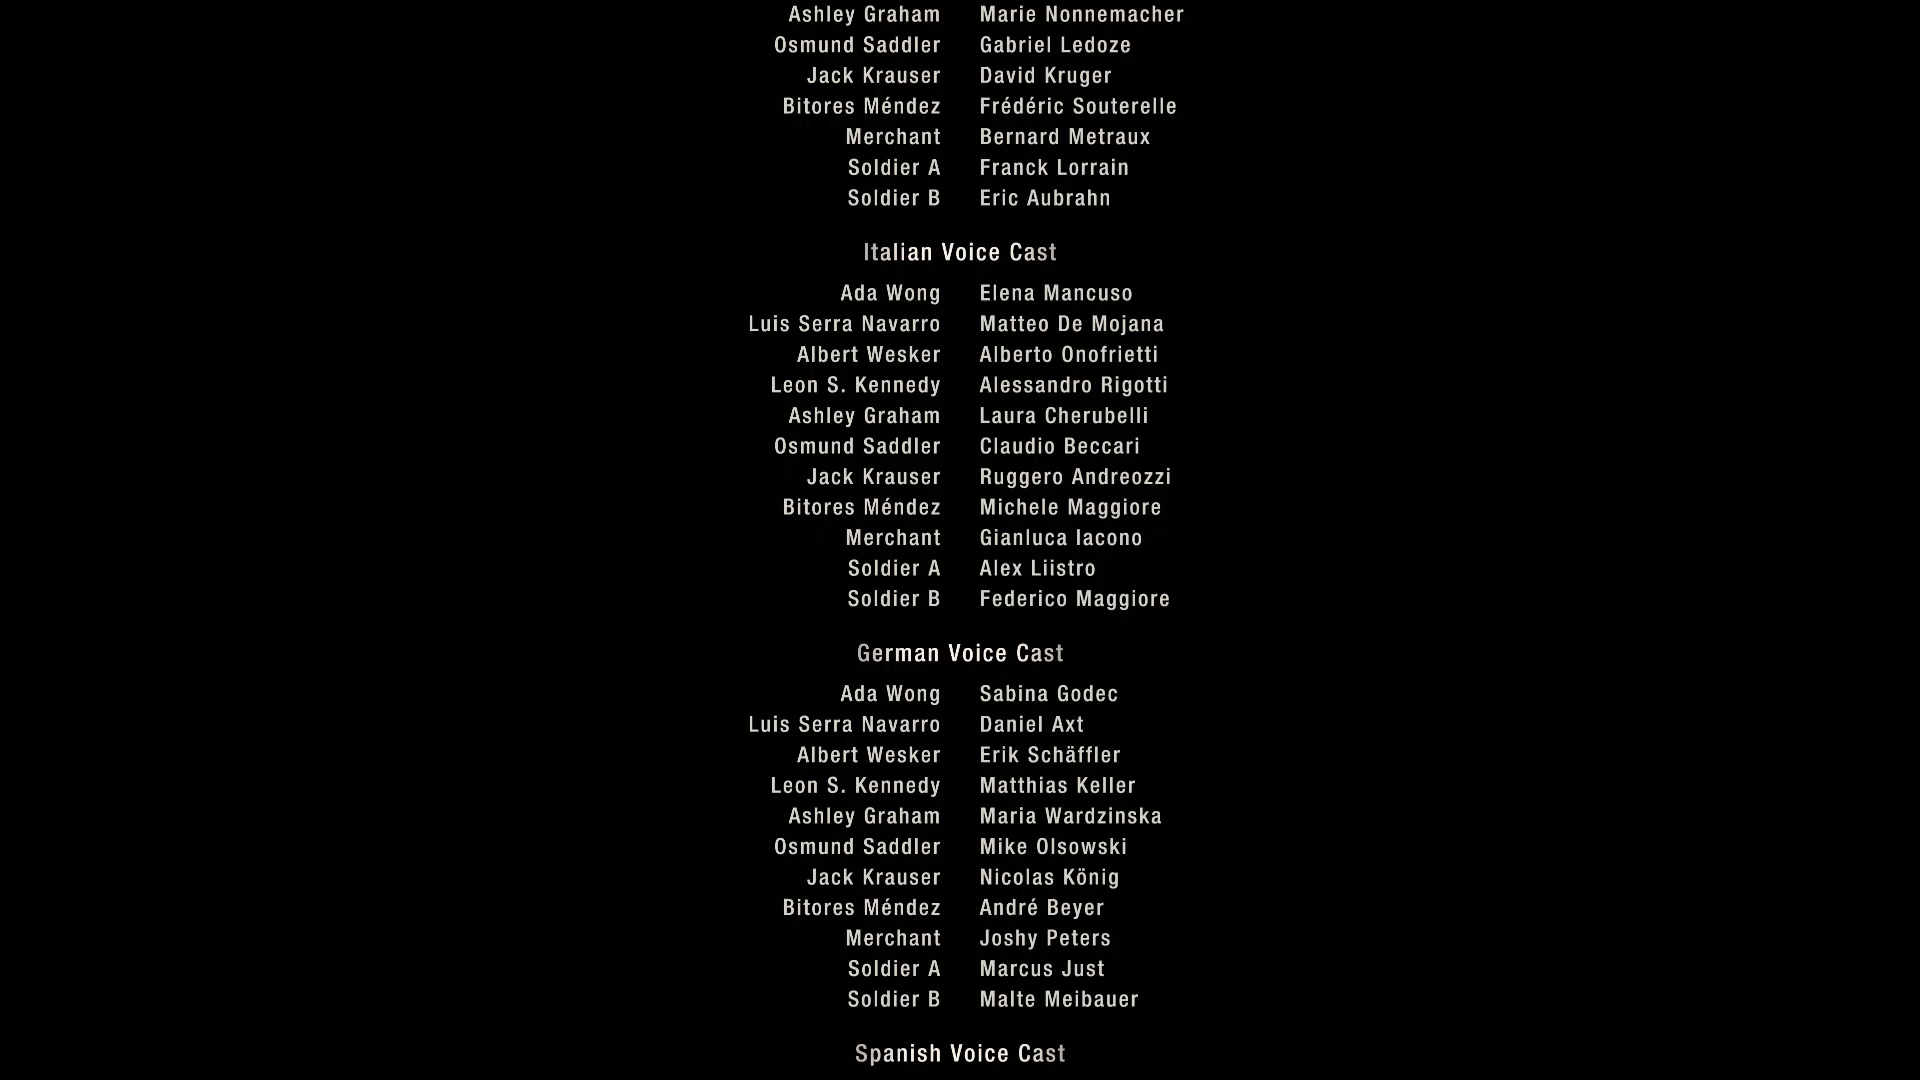 Ashley Graham Marie Nonnemacher
Osmund Saddler Gabriel Ledoze
Jack Krauser David Kruger
Bitores Méndez Frédéric Souterelle
Merchant Bernard Metraux
Soldier A Franck Lorrain
Soldier B Eric Aubrahn
Italian Voice Cast
Ada Wong Elena Mancuso
Luis Serra Navarro Matteo De Mojana
Albert Wesker Alberto Onofrietti
Leon S. Kennedy Alessandro Rigotti
Ashley Graham Laura Cherubelli
Osmund Saddler Claudio Beccari
Jack Krauser Ruggero Andreozzi
Bitores Méndez Michele Maggiore
Merchant Gianluca Iacono
Soldier A Alex Liistro
Soldier B Federico Maggiore
German Voice Cast
Ada Wong Sabina Godec
Luis Serra Navarro Daniel Axt
Albert Wesker Erik Schäffler
Leon S. Kennedy Matthias Keller
Ashley Graham Maria Wardzinska
Osmund Saddler Mike Olsowski
Jack Krauser Nicolas König
Bitores Méndez André Beyer
Merchant Joshy Peters
Soldier A Marcus Just
Soldier B Malte Meibauer
Spanish Voice Cast